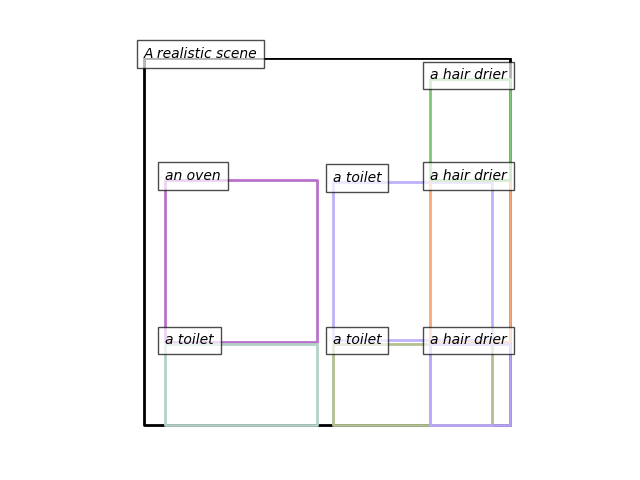 A realistic scene
a hair drier
an oven
a toilet
a hair drier
a toilet
a toilet
a hair drier